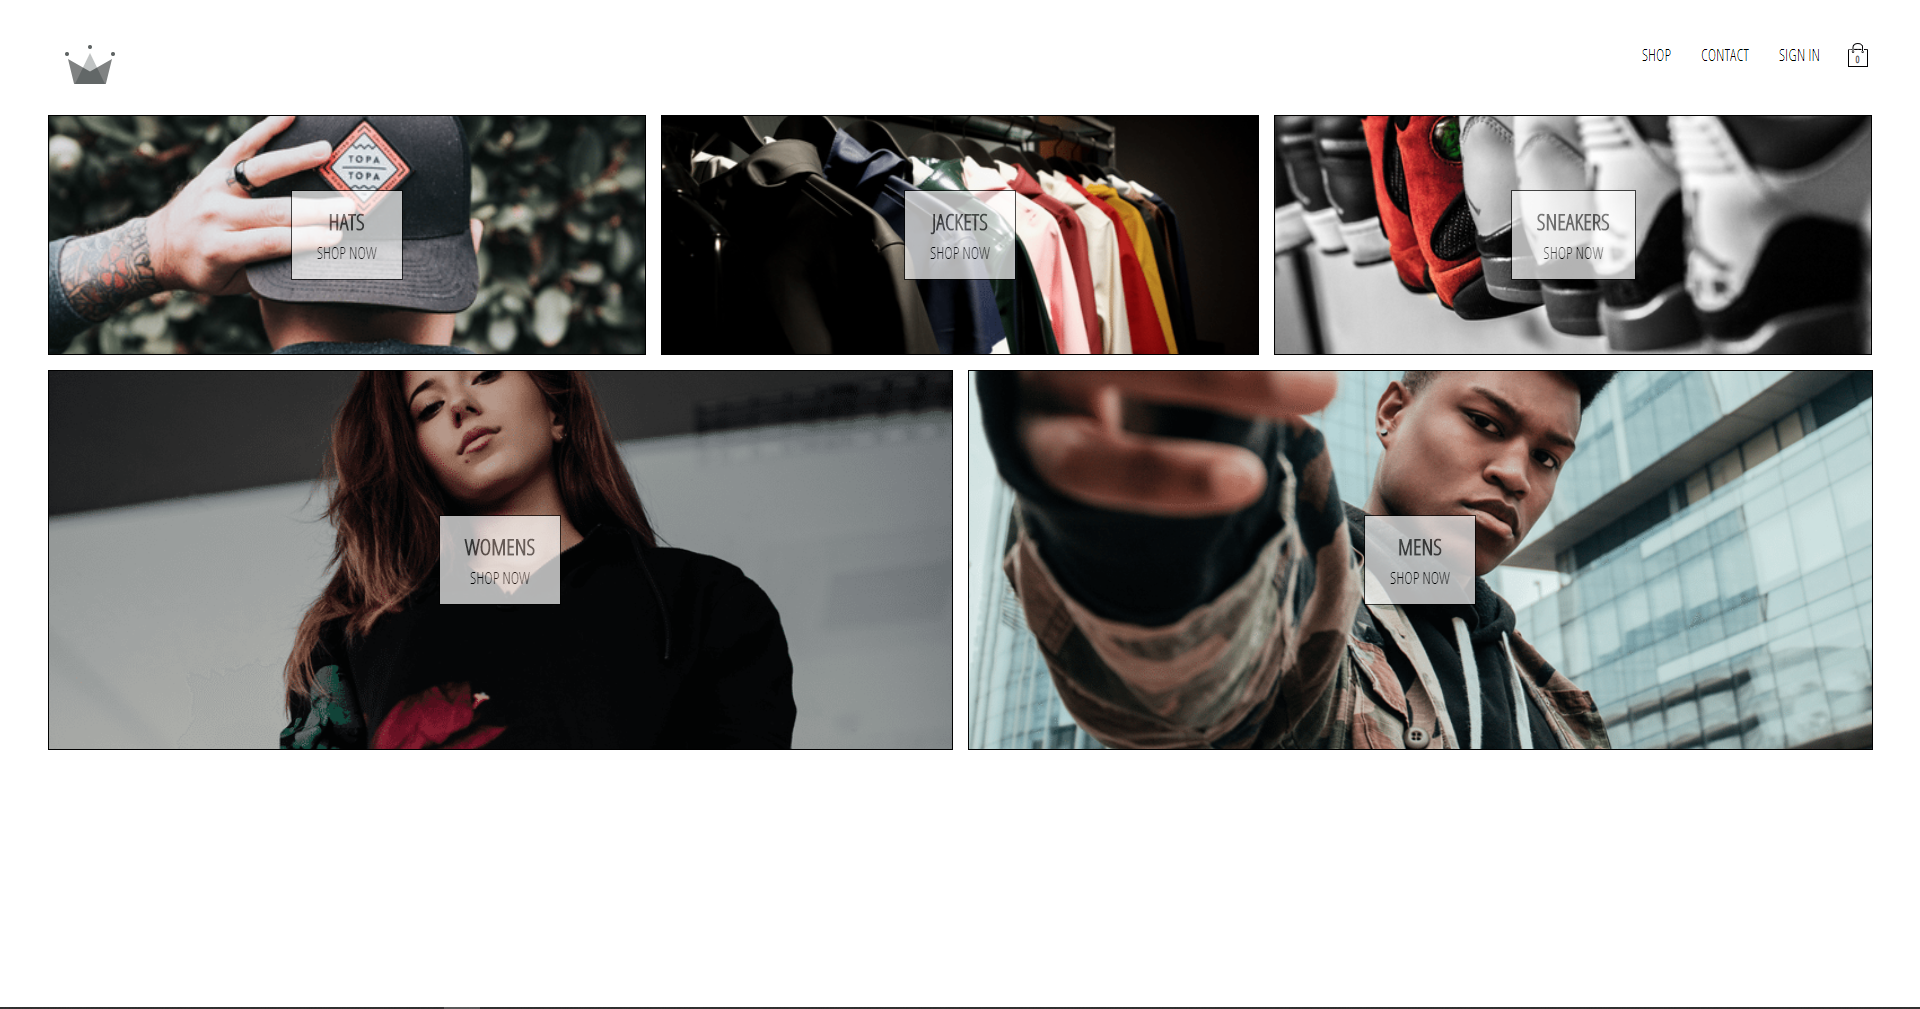 SHOP
CONTACT
SIGN IN
0
TOPA
TOPA
HATS
SHOP NOW
JACKETS
SHOP NOW
SNEAKERS
SHOP NOW
WOMENS
SHOP NOW
MENS
SHOP NOW